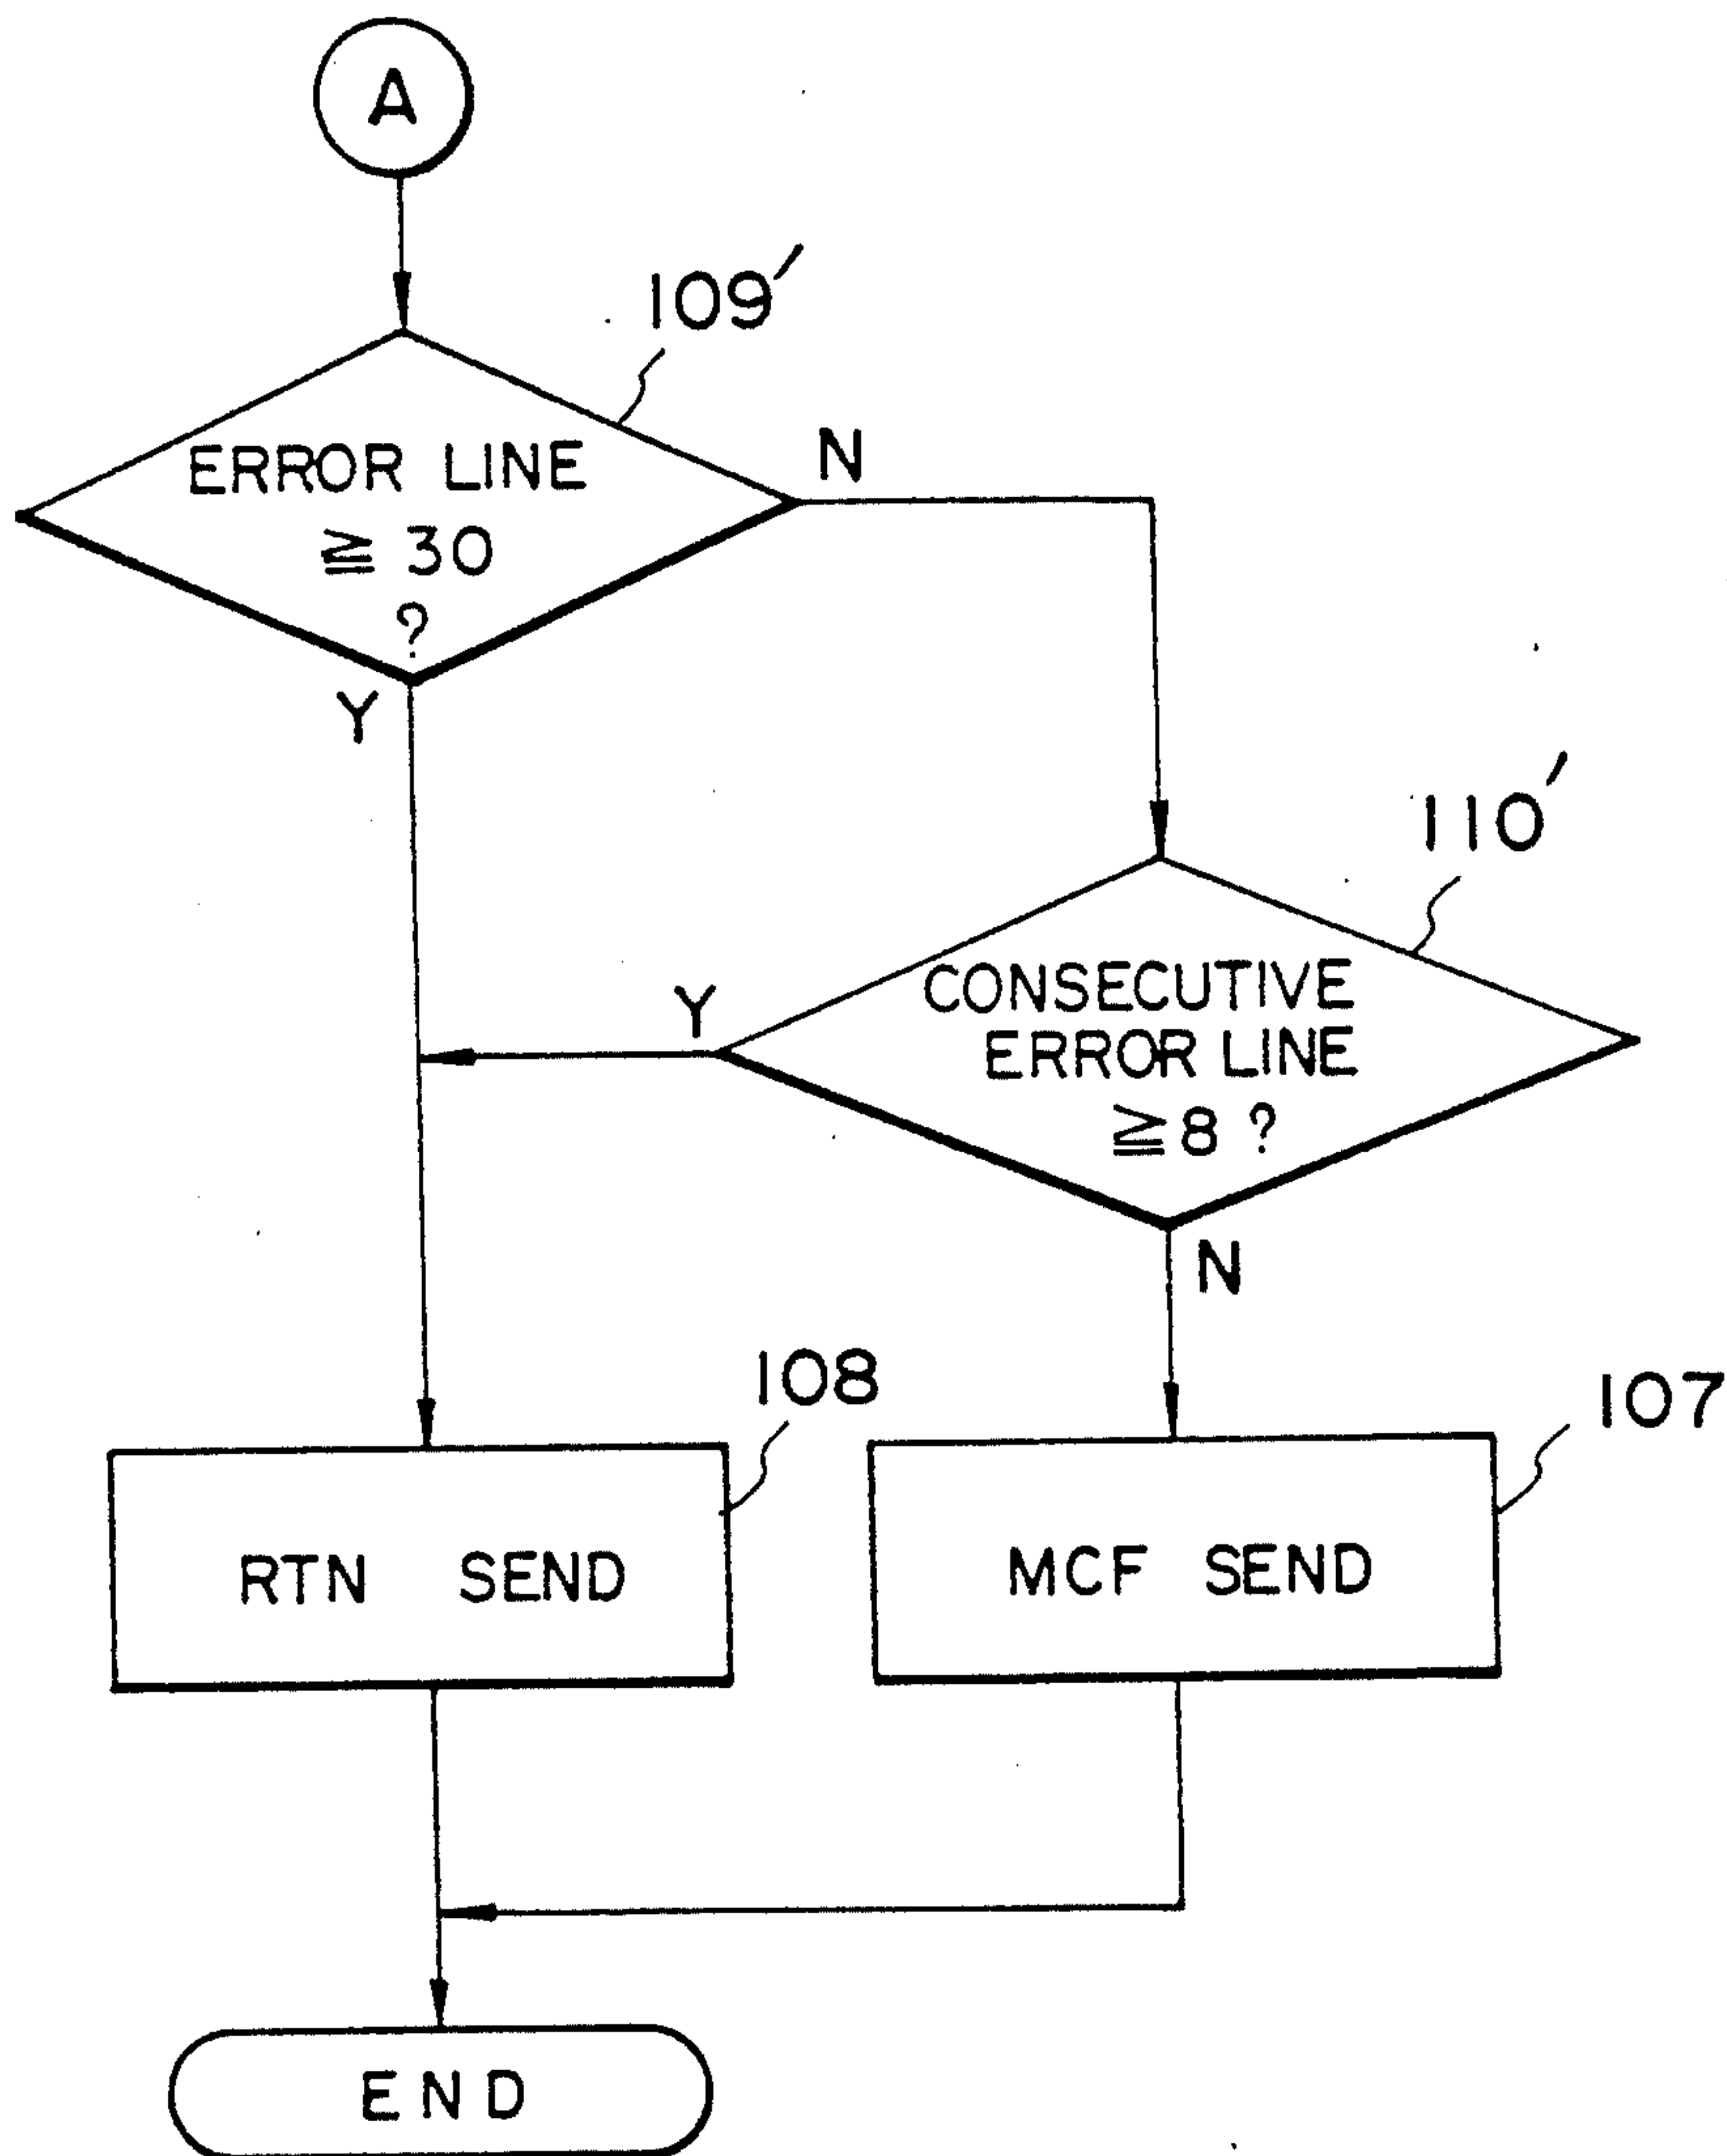 A
109'
ERROR LINE
≧ 30
?
N
Y
110'
CONSECUTIVE
ERROR LINE
≧ 8 ?
Y
N
108
107
RTN SEND
MCF SEND
END